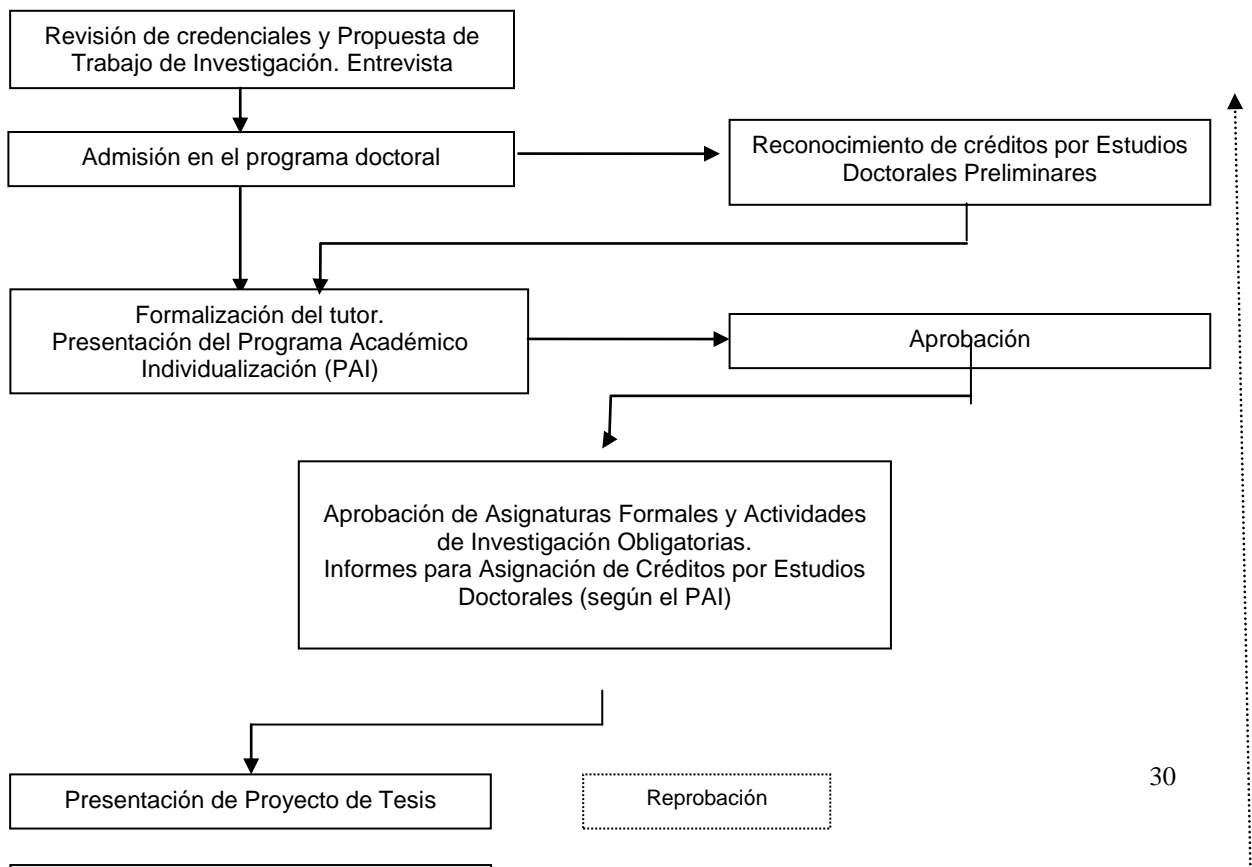 Revisión de credenciales y Propuesta de
Trabajo de Investigación. Entrevista
Admisión en el programa doctoral
Reconocimiento de créditos por Estudios
Doctorales Preliminares
Formalización del tutor.
Presentación del Programa Académico
Individualización (PAI)
Aprobación
Aprobación de Asignaturas Formales y Actividades
de Investigación Obligatorias.
Informes para Asignación de Créditos por Estudios
Doctorales (según el PAI)
Presentación de Proyecto de Tesis
Reprobación
30